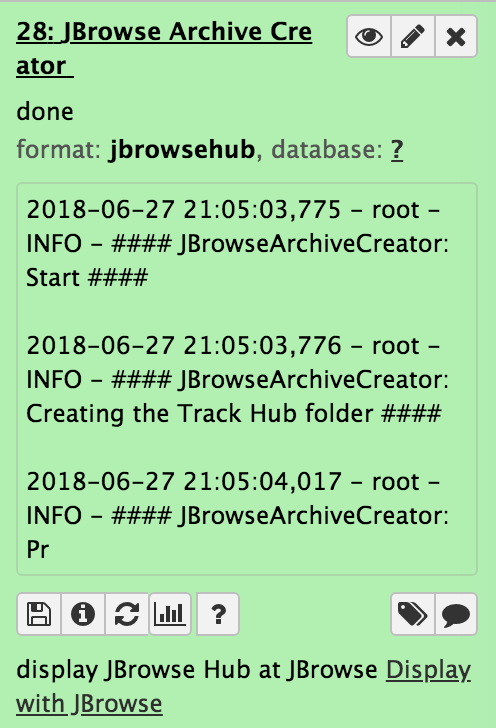 28: JBrowse Archive Cre
ator
done
format: jbrowsehub, database: ?
2018-06-27 21:05:03,775 - root -
INFO - #### JBrowseArchiveCreator:
Start ####
2018-06-27 21:05:03,776 - root -
INFO - #### JBrowseArchiveCreator:
Creating the Track Hub folder ####
2018-06-27 21:05:04,017 - root -
INFO - #### JBrowseArchiveCreator:
Pr
?
display JBrowse Hub at JBrowse Display
with JBrowse